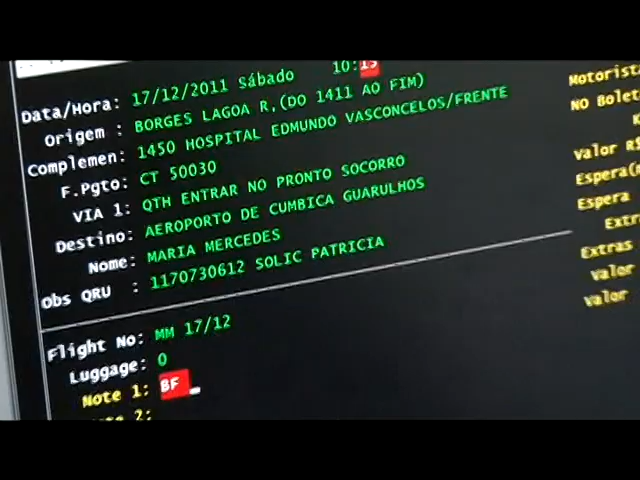 Data/Hora: 17/12/2011 Sábado 10:15
Origem : BORGES LAGOA R,(DO 1411 AO FIM)
Complemen: 1450 HOSPITAL EDMUNDO VASCONCELOS/FRENTE
F.Pgto: CT 50030
VIA 1: QTH ENTRAR NO PRONTO SOCORRO
Destino: AEROPORTO DE CUMBICA GUARULHOS
Nome: MARIA MERCEDES
Obs QRU : 1170730612 SOLIC PATRICIA
Flight No: MM 17/12
Luggage: 0
Note 1: BF _
2:
Motorist
NO Bolet
K
Valor R$
Espera(
Espera
Extr
Extras
Valor
Valor